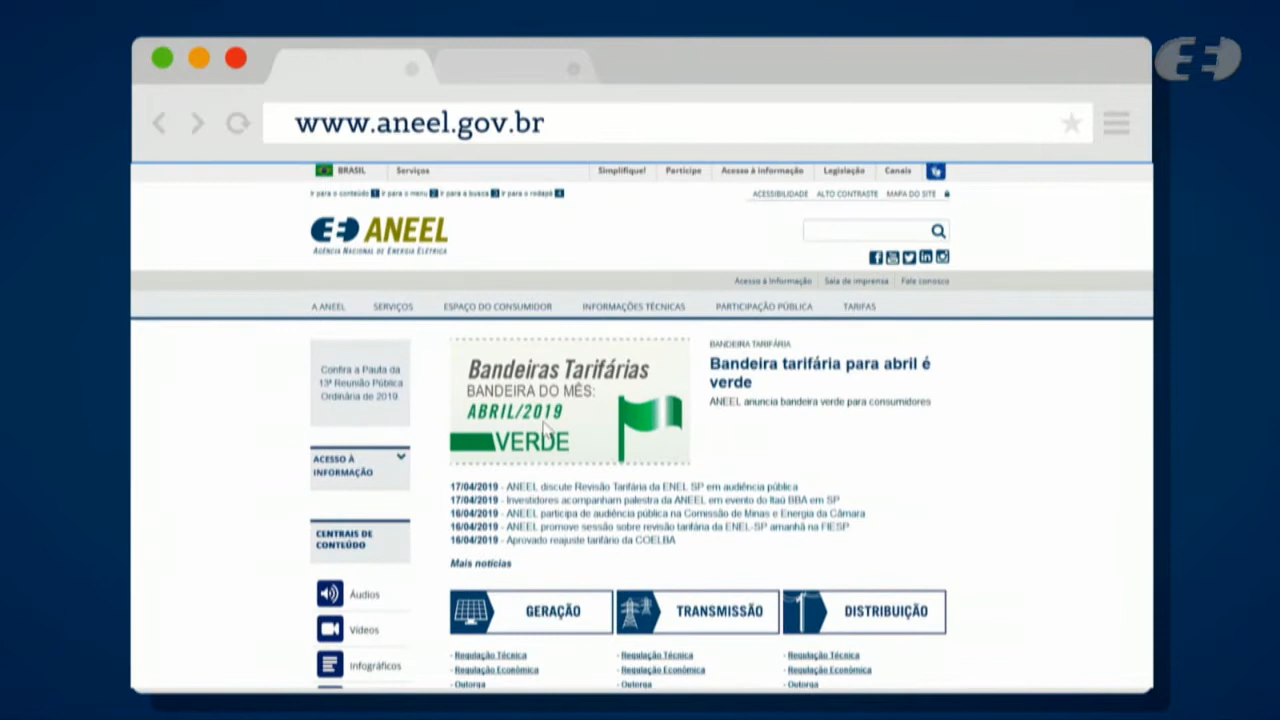 www.aneel.gov.br
BRASIL Serviços Simplifique! Participe Acesso à informação Legislação Canais
Ir para o conteúdo 1 Ir para o menu 2 Ir para a busca 3 Ir para o rodapé 4 ACESSIBILIDADE ALTO CONTRASTE MAPA DO SITE
ANEEL
AGÊNCIA NACIONAL DE ENERGIA ELÉTRICA
Acesso à Informação Sala de imprensa Fale conosco
A ANEEL SERVIÇOS ESPAÇO DO CONSUMIDOR INFORMAÇÕES TÉCNICAS PARTICIPAÇÃO PÚBLICA TARIFAS
Confira a Pauta da
13ª Reunião Pública
Ordinária de 2019
ACESSO À
INFORMAÇÃO
CENTRAIS DE
CONTEÚDO
Áudios
Vídeos
Infográficos
Bandeiras Tarifárias
BANDEIRA DO MÊS:
ABRIL/2019
VERDE
BANDEIRA TARIFÁRIA
Bandeira tarifária para abril é
verde
ANEEL anuncia bandeira verde para consumidores
17/04/2019 - ANEEL discute Revisão Tarifária da ENEL SP em audiência pública
17/04/2019 - Investidores acompanham palestra da ANEEL em evento do Itaú BBA em SP
16/04/2019 - ANEEL participa de audiência pública na Comissão de Minas e Energia da Câmara
16/04/2019 - ANEEL promove sessão sobre revisão tarifária da ENEL-SP amanhã na FIESP
16/04/2019 - Aprovado reajuste tarifário da COELBA
Mais notícias
GERAÇÃO TRANSMISSÃO DISTRIBUIÇÃO
- Regulação Técnica - Regulação Técnica - Regulação Técnica
- Regulação Econômica - Regulação Econômica - Regulação Econômica
- Outorga - Outorga - Outorga